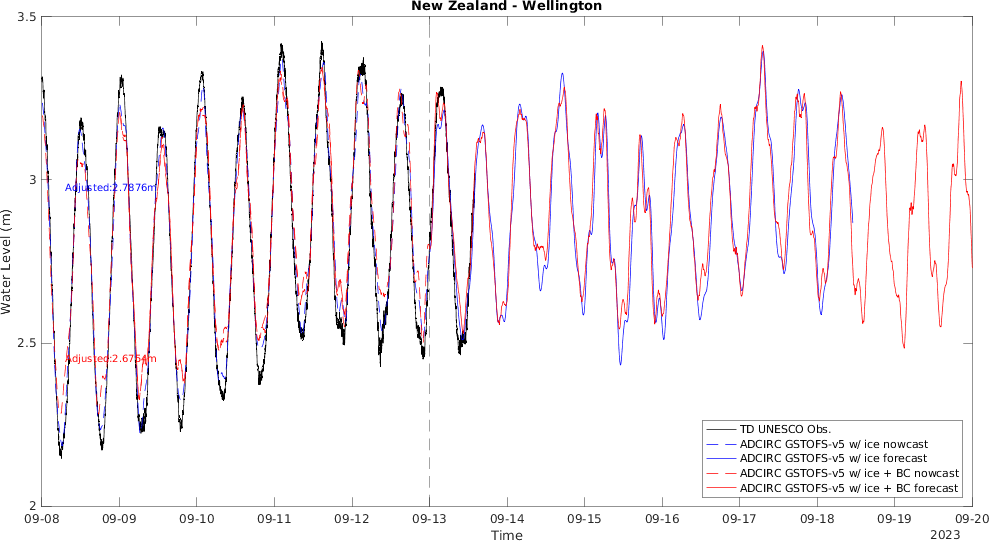 New Zealand - Wellington
3.5
3
2.5
2
Water Level (m)
Adjusted:2.7876m
Adjusted:2.6764m
TD UNESCO Obs.
ADCIRC GSTOFS-v5 w/ ice nowcast
ADCIRC GSTOFS-v5 w/ ice forecast
ADCIRC GSTOFS-v5 w/ ice + BC nowcast
ADCIRC GSTOFS-v5 w/ ice + BC forecast
09-08 09-09 09-10 09-11 09-12 09-13 09-14 09-15 09-16 09-17 09-18 09-19 09-20
Time
2023